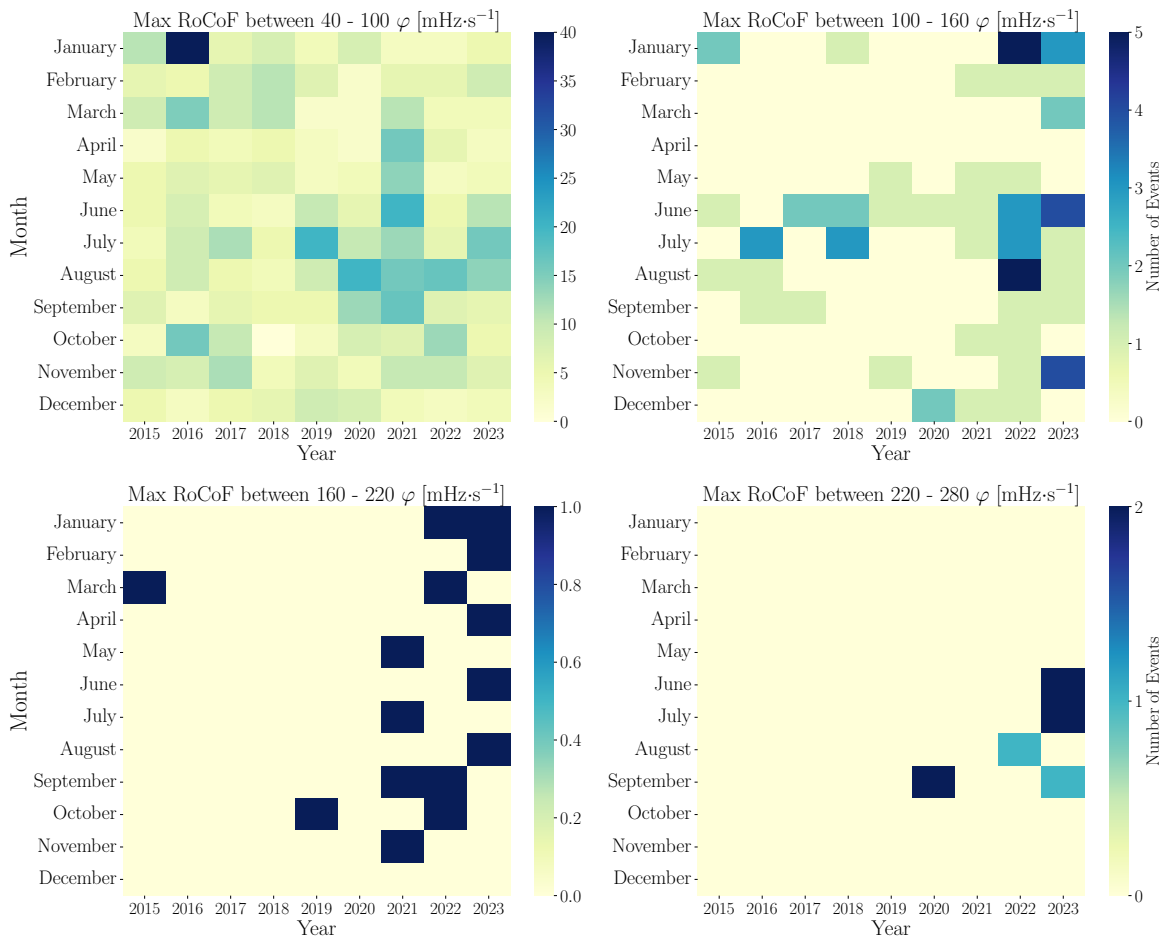 Max RoCoF between 40 - 100 φ [mHz·s⁻¹]
Month
January
February
March
April
May
June
July
August
September
October
November
December
2015 2016 2017 2018 2019 2020 2021 2022 2023
Year
40
35
30
25
20
15
10
5
0
Max RoCoF between 100 - 160 φ [mHz·s⁻¹]
January
February
March
April
May
June
July
August
September
October
November
December
2015 2016 2017 2018 2019 2020 2021 2022 2023
Year
5
4
3
2
1
0
Number of Events
Max RoCoF between 160 - 220 φ [mHz·s⁻¹]
Month
January
February
March
April
May
June
July
August
September
October
November
December
2015 2016 2017 2018 2019 2020 2021 2022 2023
Year
1.0
0.8
0.6
0.4
0.2
0.0
Max RoCoF between 220 - 280 φ [mHz·s⁻¹]
January
February
March
April
May
June
July
August
September
October
November
December
2015 2016 2017 2018 2019 2020 2021 2022 2023
Year
2
1
0
Number of Events